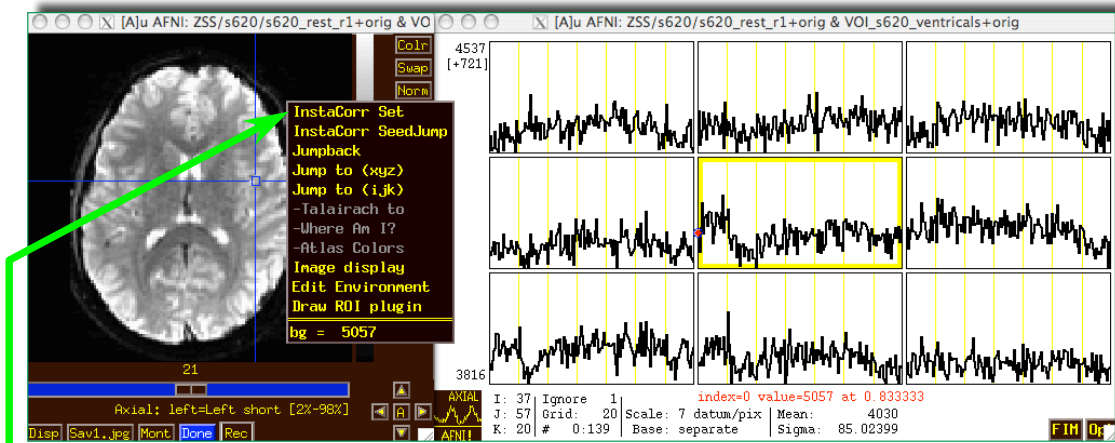 [A]u AFNI: ZSS/s620/s620_rest_r1+orig & VO
Colr
Swap
Norm
InstaCorr Set
InstaCorr SeedJump
Jumpback
Jump to (xyz)
Jump to (ijk)
-Talairach to
-Where Am I?
-Atlas Colors
Image display
Edit Environment
Draw ROI plugin
bg = 5057
21
Axial: left=Left short [2%-98%]
A
Disp Sav1.jpg Mont Done Rec
[A]u AFNI: ZSS/s620/s620_rest_r1+orig & VOI_s620_ventricals+orig
4537
[+721]
3816
AXIAL
AFNI!
index=0 value=5057 at 0.833333
I: 37 Ignore 1
J: 57 Grid: 20 Scale: 7 datum/pix Mean: 4030
K: 20 # 0:139 Base: separate Sigma: 85.02399
FIM Op